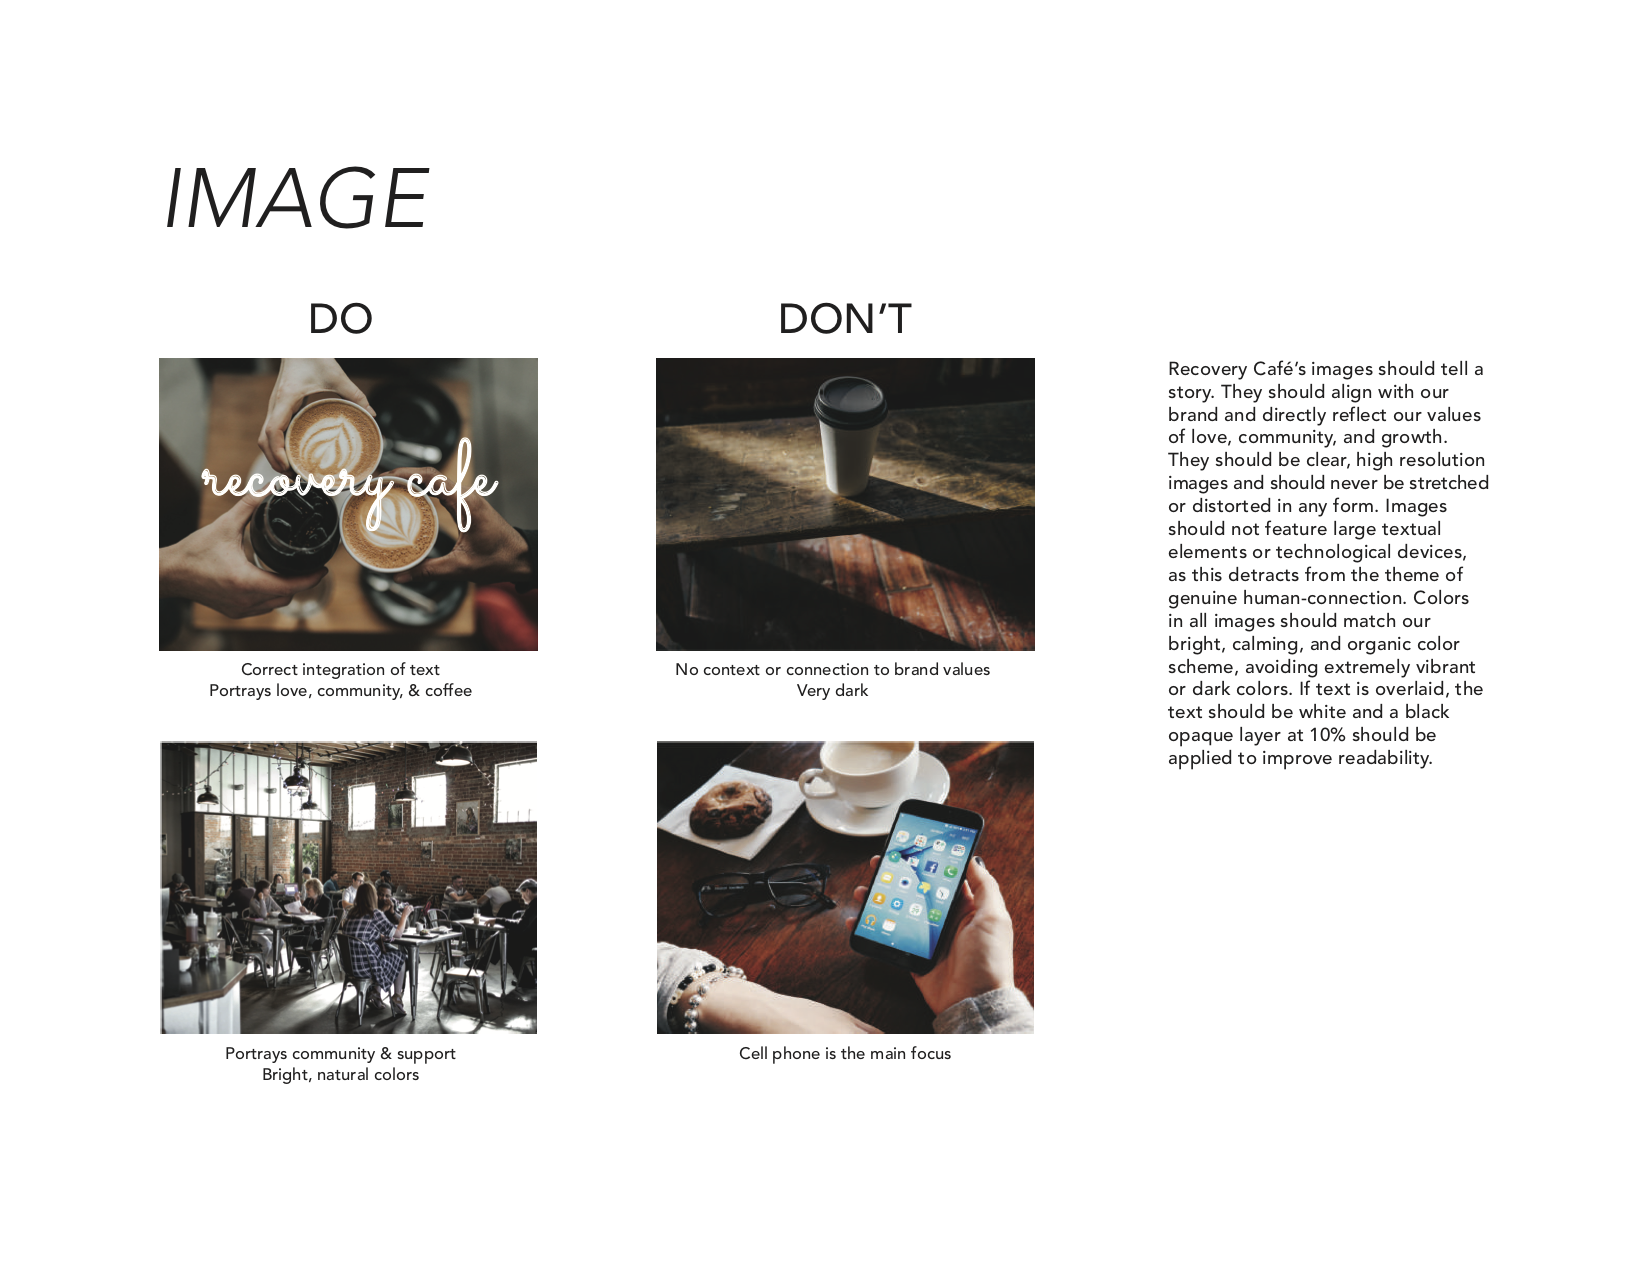 IMAGE
DO
recovery cafe
Correct integration of text
Portrays love, community, & coffee
Portrays community & support
Bright, natural colors
DON’T
No context or connection to brand values
Very dark
Cell phone is the main focus
Recovery Café’s images should tell a
story. They should align with our
brand and directly reflect our values
of love, community, and growth.
They should be clear, high resolution
images and should never be stretched
or distorted in any form. Images
should not feature large textual
elements or technological devices,
as this detracts from the theme of
genuine human-connection. Colors
in all images should match our
bright, calming, and organic color
scheme, avoiding extremely vibrant
or dark colors. If text is overlaid, the
text should be white and a black
opaque layer at 10% should be
applied to improve readability.